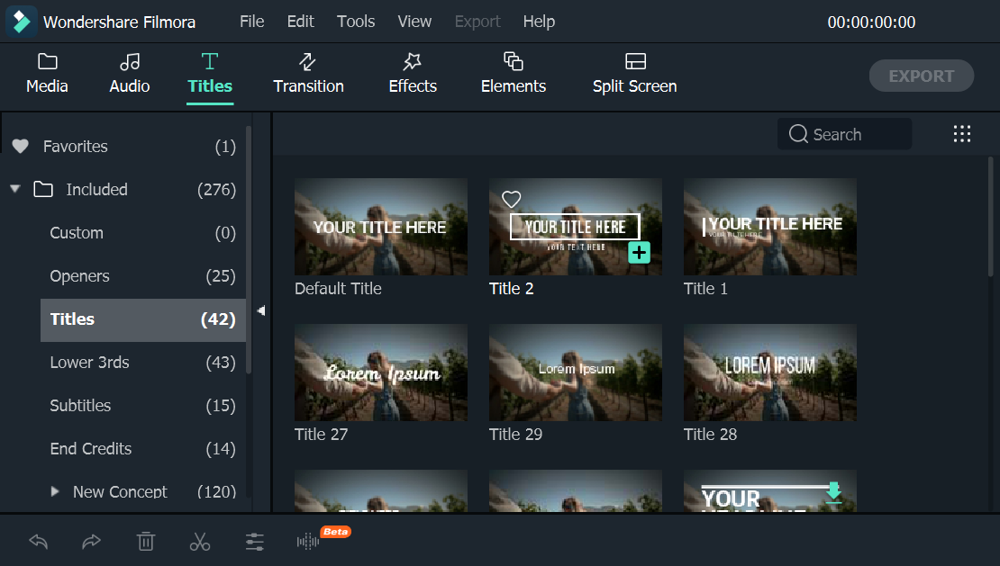 Wondershare Filmora File Edit Tools View Export Help 00:00:00:00
Media Audio Titles Transition Effects Elements Split Screen EXPORT
Search
Favorites (1)
Included (276)
Custom (0)
Openers (25)
Titles (42)
Lower 3rds (43)
Subtitles (15)
End Credits (14)
New Concept (120)
YOUR TITLE HERE
Default Title
YOUR TITLE HERE
YOUR TEXT HERE
Title 2
YOUR TITLE HERE
Title 1
Lorem Ipsum
Title 27
Lorem Ipsum
Title 29
LOREM IPSUM
Title 28
YOUR
Beta